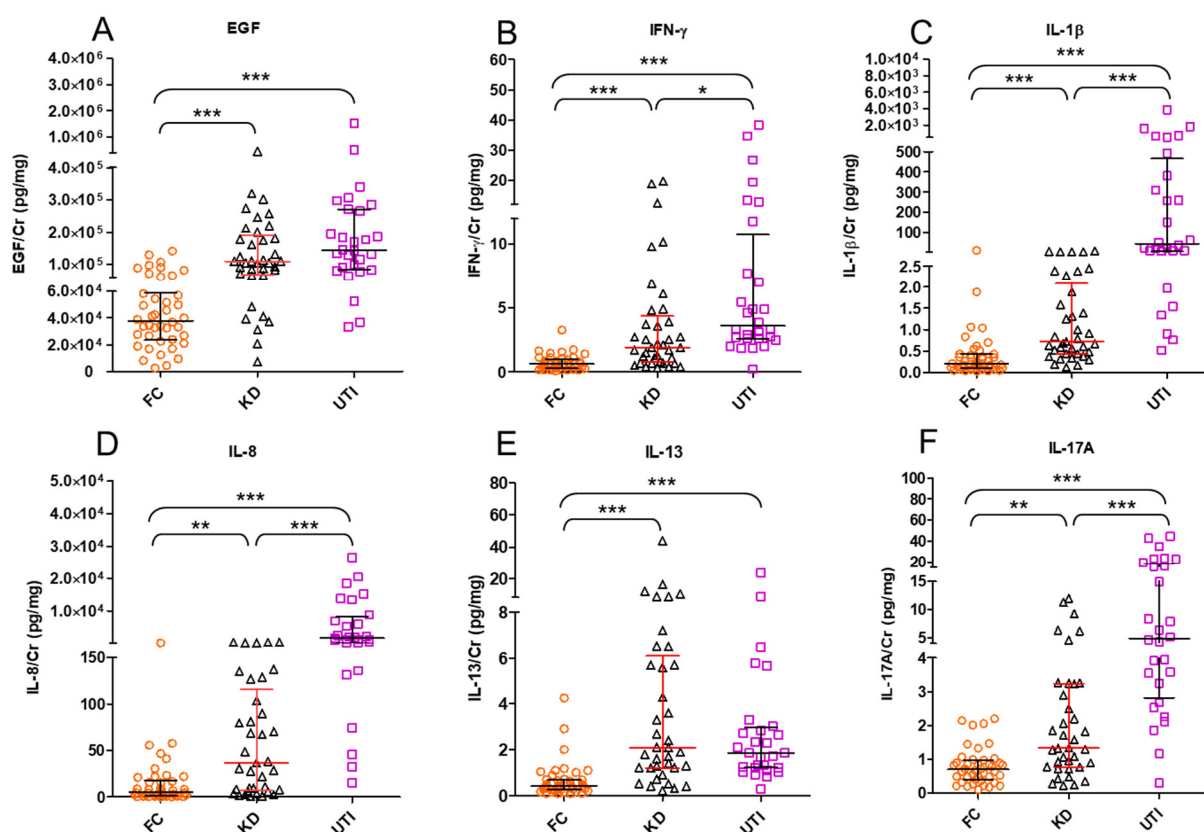 A
EGF
EGF/Cr (pg/mg)
4.0×10⁶
3.0×10⁶
2.0×10⁶
1.0×10⁶
4.0×10⁵
3.0×10⁵
2.0×10⁵
1.0×10⁵
6.0×10⁴
4.0×10⁴
2.0×10⁴
0
***
***
FC
KD
UTI
B
IFN-γ
IFN-γ/Cr (pg/mg)
60
50
40
30
20
10
5
0
***
***
*
FC
KD
UTI
C
IL-1β
IL-1β/Cr (pg/mg)
1.0×10⁴
8.0×10³
6.0×10³
4.0×10³
2.0×10³
500
400
300
200
100
2.5
2.0
1.5
1.0
0.5
0.0
***
***
***
FC
KD
UTI
D
IL-8
IL-8/Cr (pg/mg)
5.0×10⁴
4.0×10⁴
3.0×10⁴
2.0×10⁴
1.0×10⁴
150
100
50
0
***
**
***
FC
KD
UTI
E
IL-13
IL-13/Cr (pg/mg)
100
80
60
40
20
8
6
4
2
0
***
***
FC
KD
UTI
F
IL-17A
IL-17A/Cr (pg/mg)
100
80
60
40
20
15
10
5
4
3
2
1
0
***
**
***
FC
KD
UTI